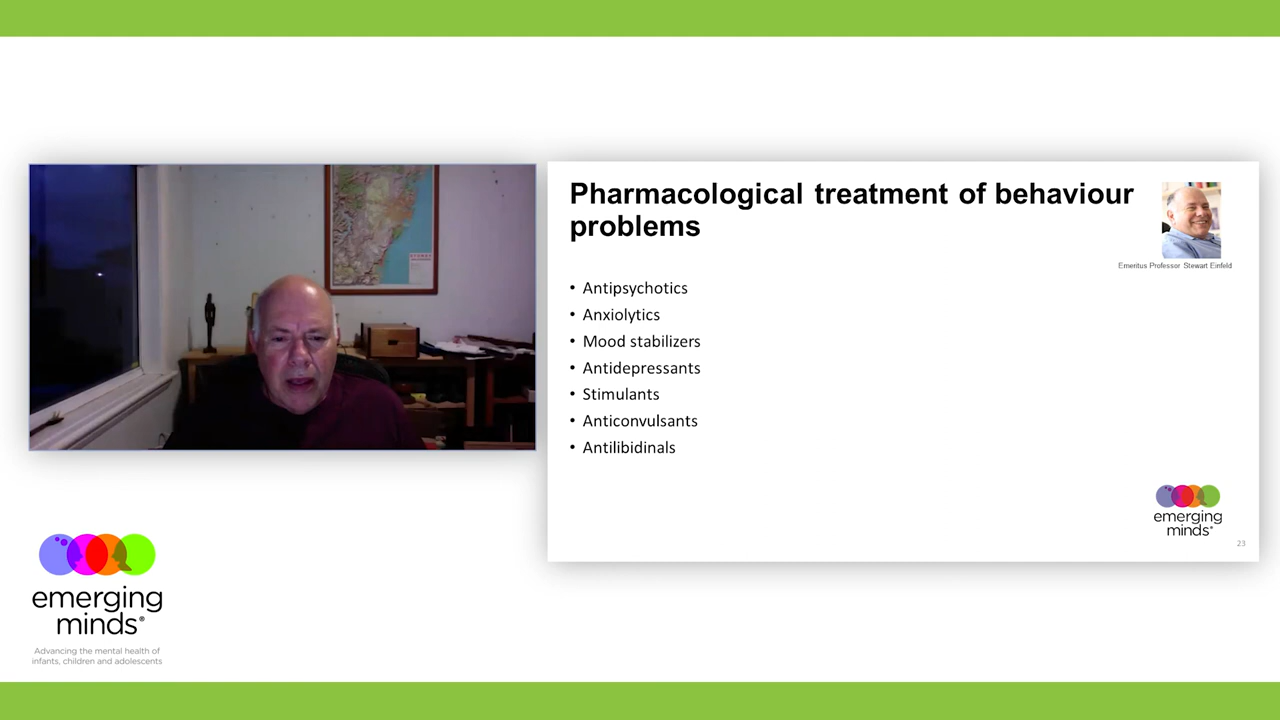 Pharmacological treatment of behaviour
problems
Emeritus Professor Stewart Einfeld
• Antipsychotics
• Anxiolytics
• Mood stabilizers
• Antidepressants
• Stimulants
• Anticonvulsants
• Antilibidinals
emerging
minds®
23
emerging
minds®
Advancing the mental health of
infants, children and adolescents